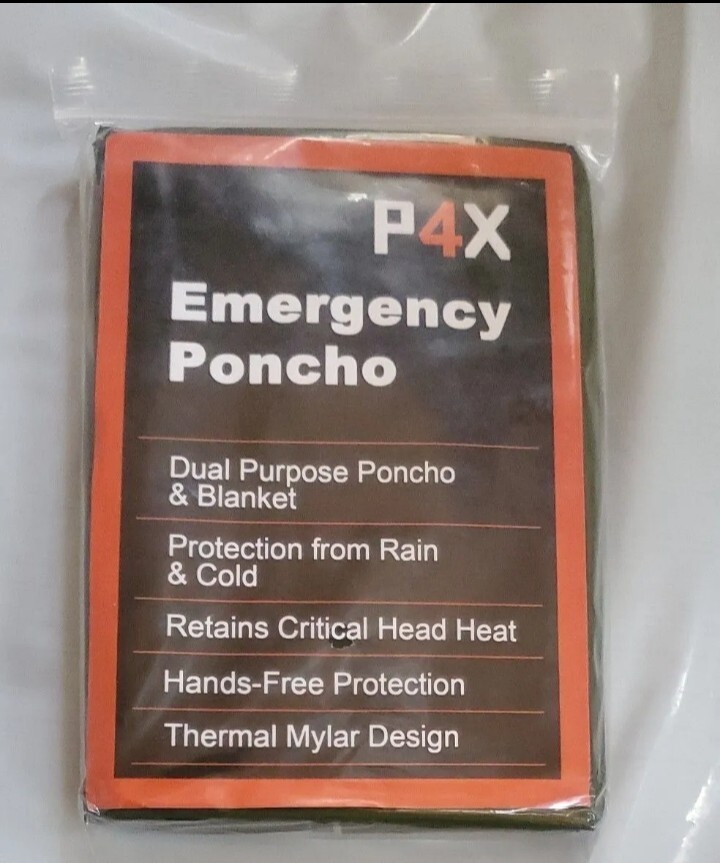 P4X
Emergency
Poncho
Dual Purpose Poncho
& Blanket
Protection from Rain
& Cold
Retains Critical Head Heat
Hands-Free Protection
Thermal Mylar Design